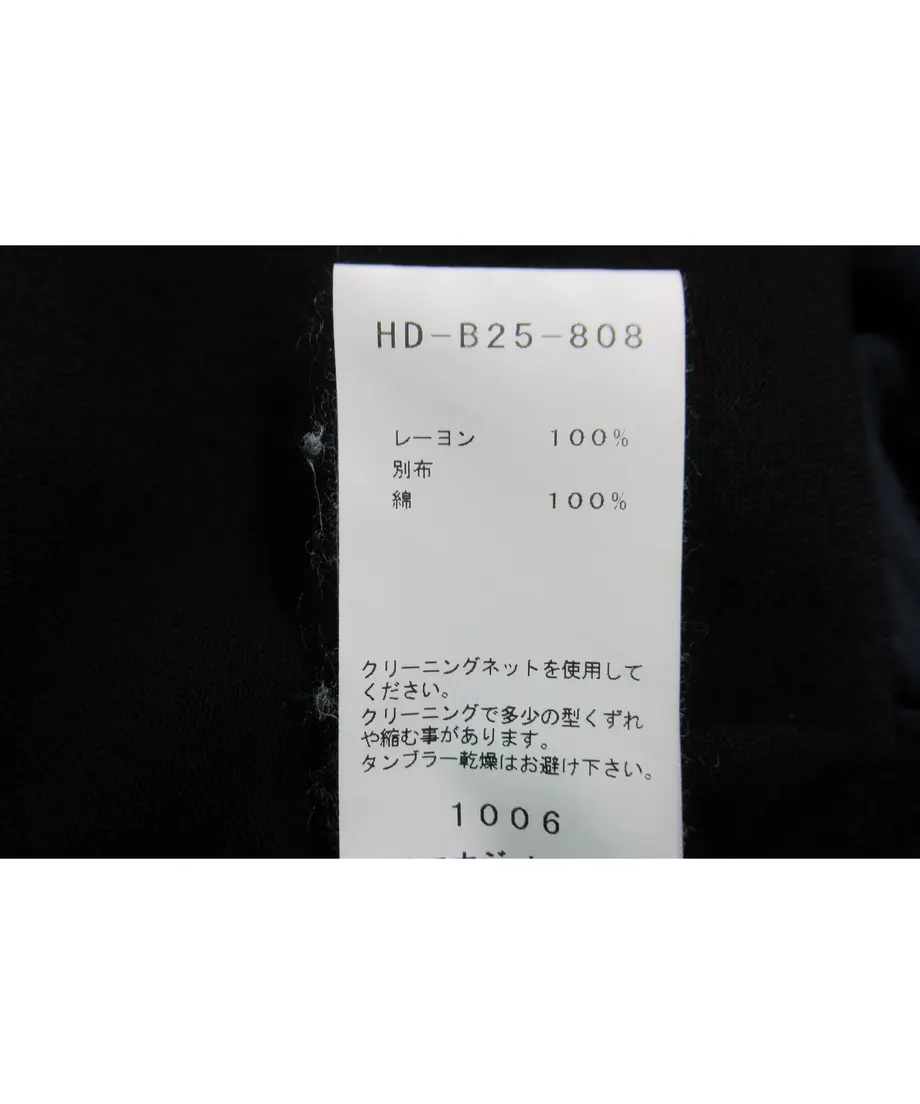 HD-B25-808
レーヨン 100%
別布
綿 100%
クリーニングネットを使用して
ください。
クリーニングで多少の型くずれ
や縮む事があります。
タンブラー乾燥はお避け下さい。
1006